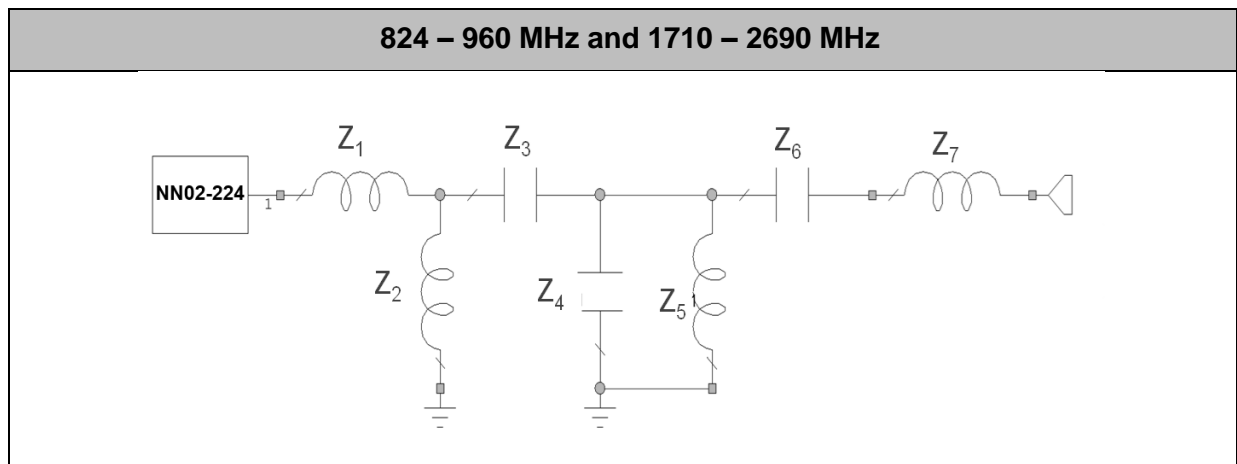 824 – 960 MHz and 1710 – 2690 MHz
Z1
Z3
Z6
Z7
NN02-224
1
Z2
Z4
Z5
1